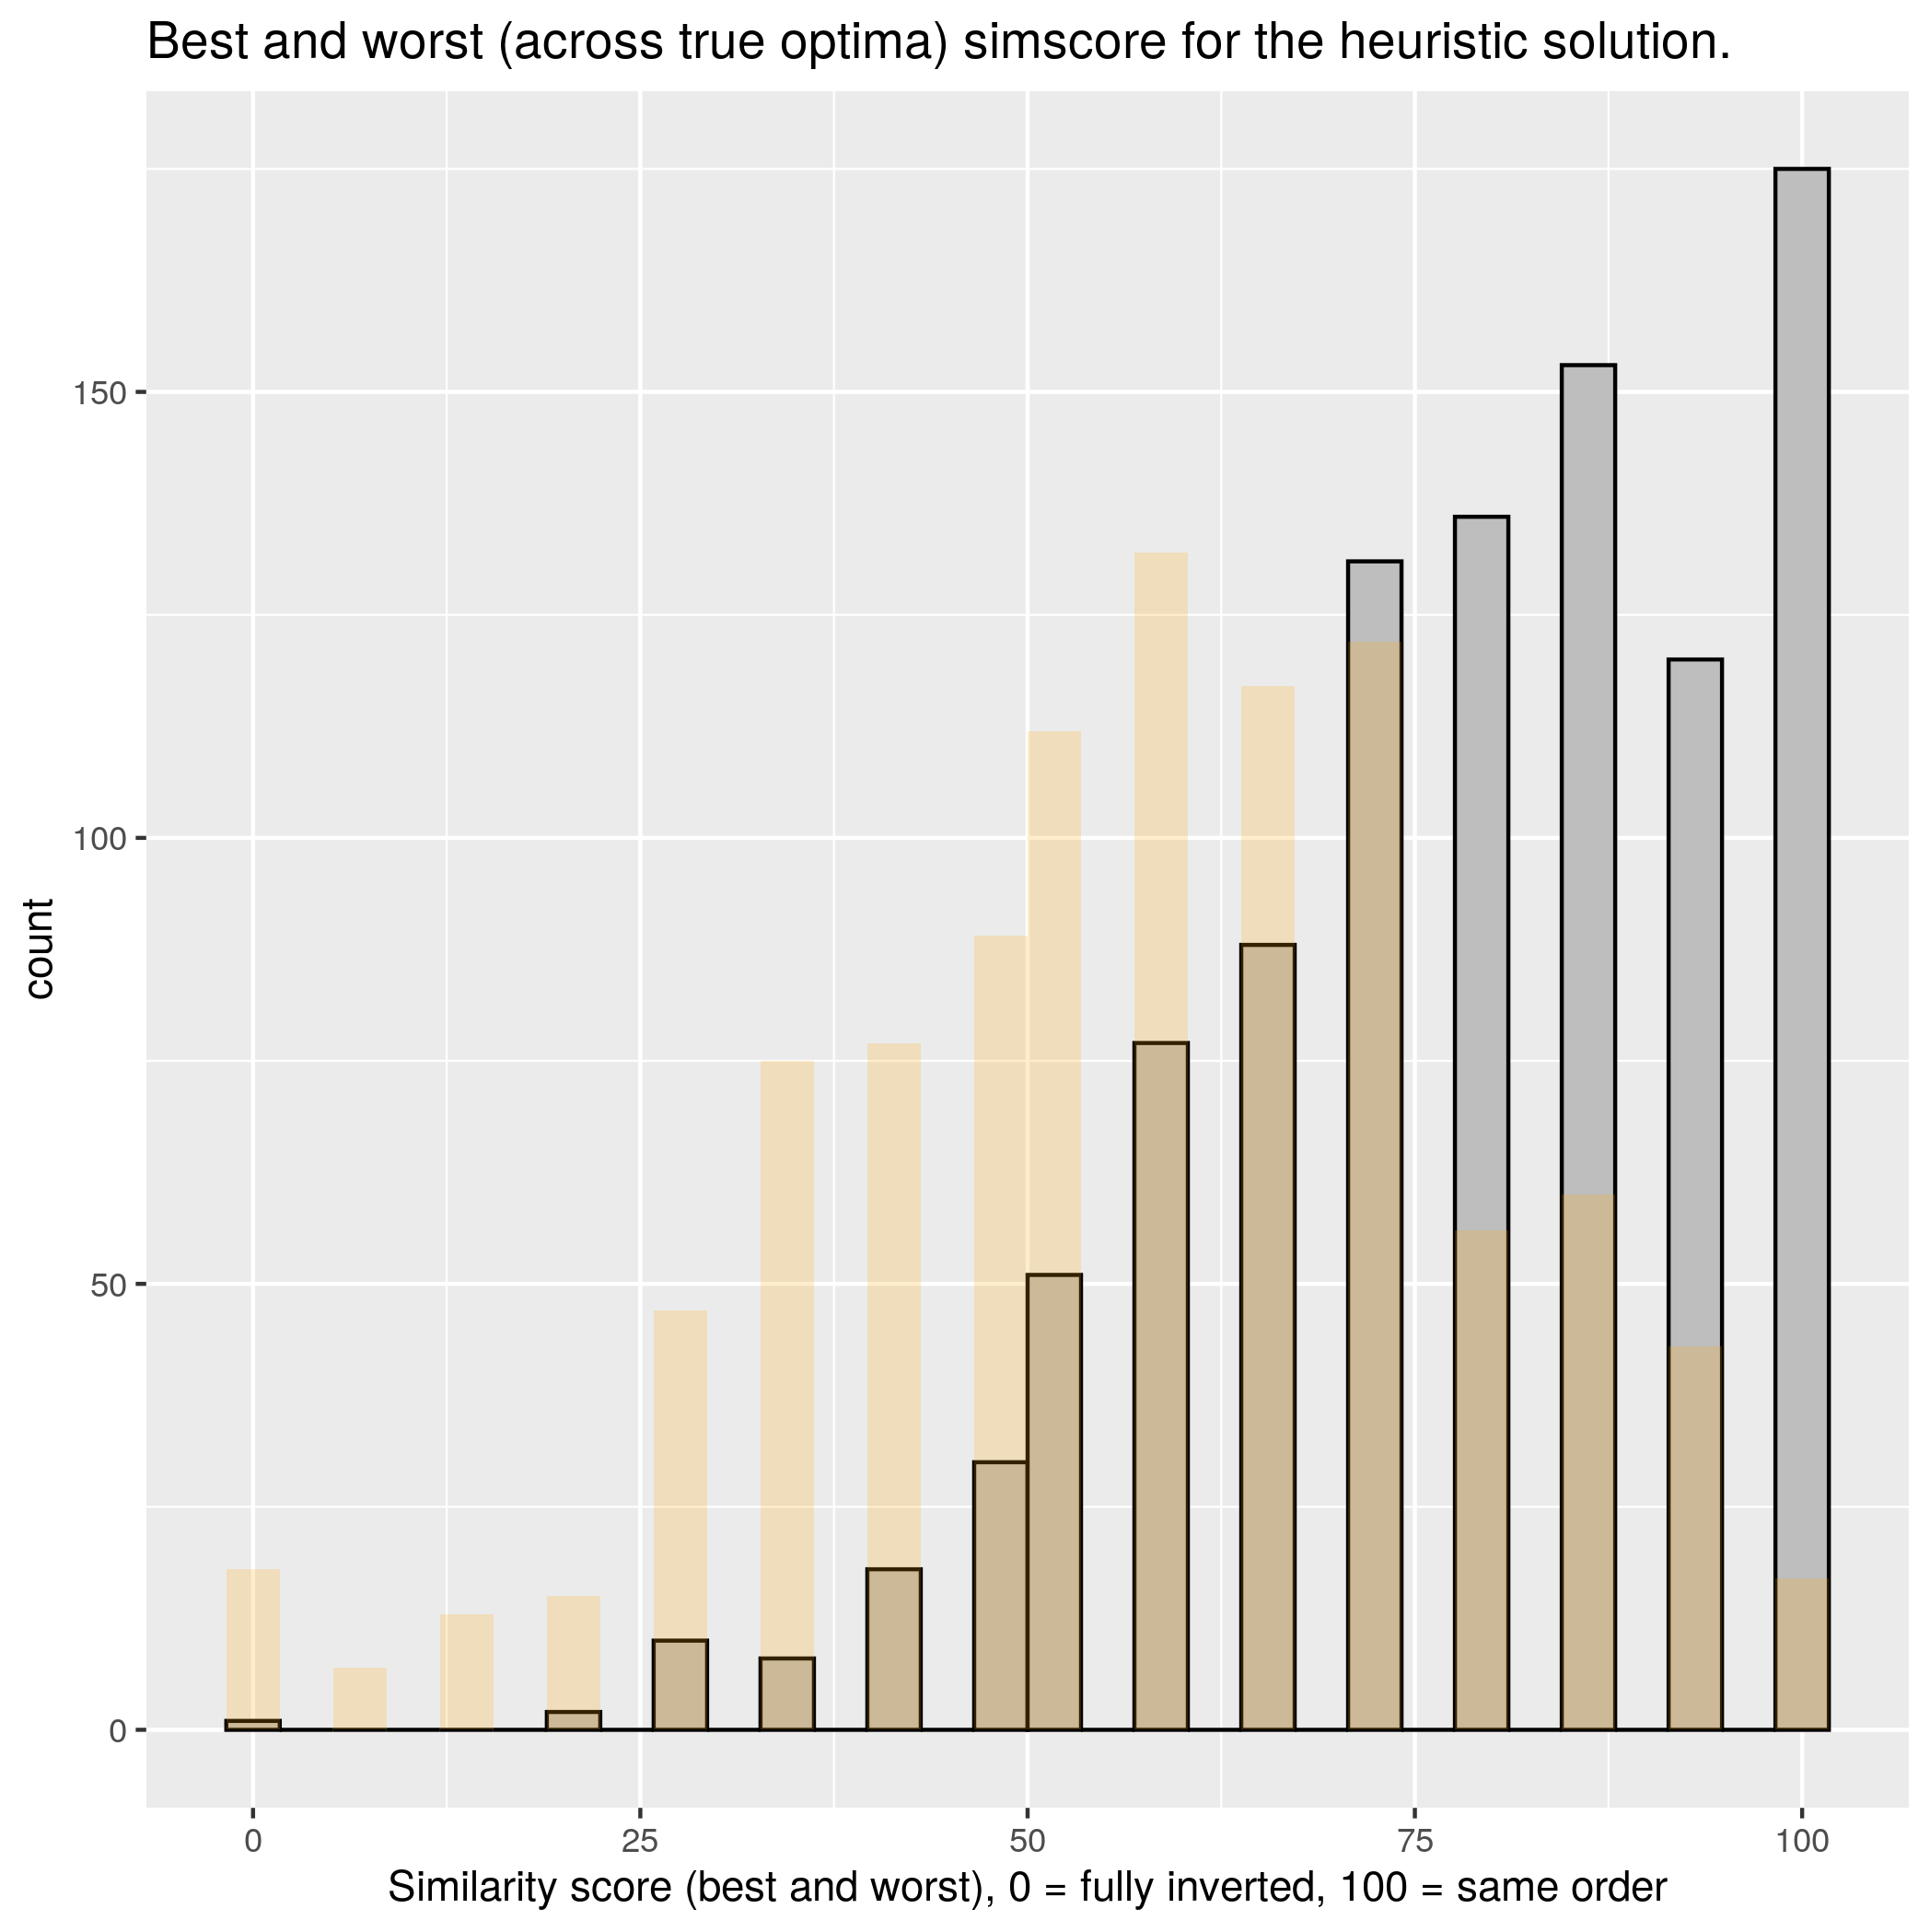 Best and worst (across true optima) simscore for the heuristic solution.
150
100
50
0
count
0 25 50 75 100
Similarity score (best and worst), 0 = fully inverted, 100 = same order